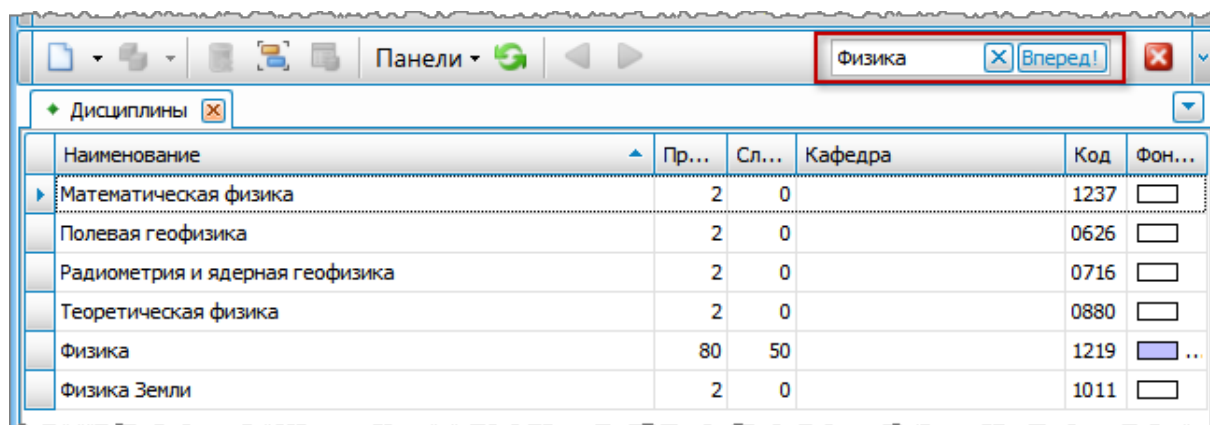 Панели Физика Вперед!
Дисциплины
Наименование Пр... Сл... Кафедра Код Фон...
Математическая физика 2 0 1237
Полевая геофизика 2 0 0626
Радиометрия и ядерная геофизика 2 0 0716
Теоретическая физика 2 0 0880
Физика 80 50 1219 ...
Физика Земли 2 0 1011